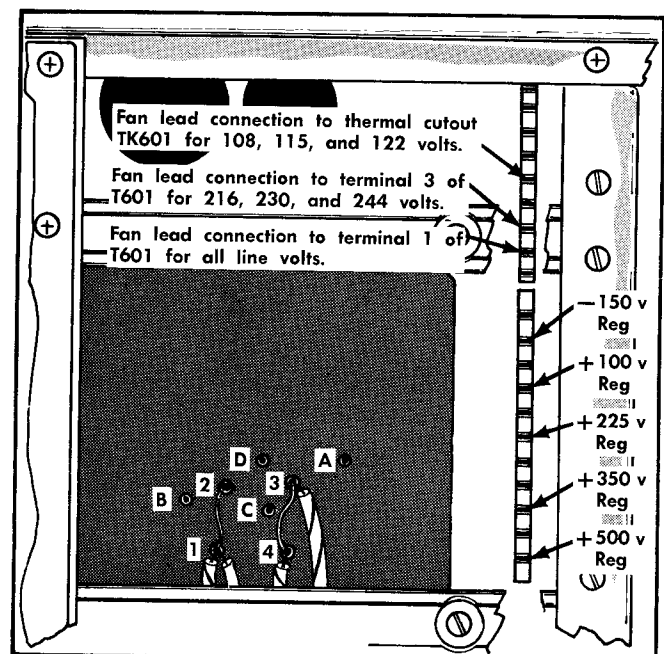 Fan lead connection to thermal cutout
TK601 for 108, 115, and 122 volts.
Fan lead connection to terminal 3 of
T601 for 216, 230, and 244 volts.
Fan lead connection to terminal 1 of
T601 for all line volts.
−150 v
Reg
+100 v
Reg
+225 v
Reg
+350 v
Reg
+500 v
Reg
D
A
B
2
3
C
1
4